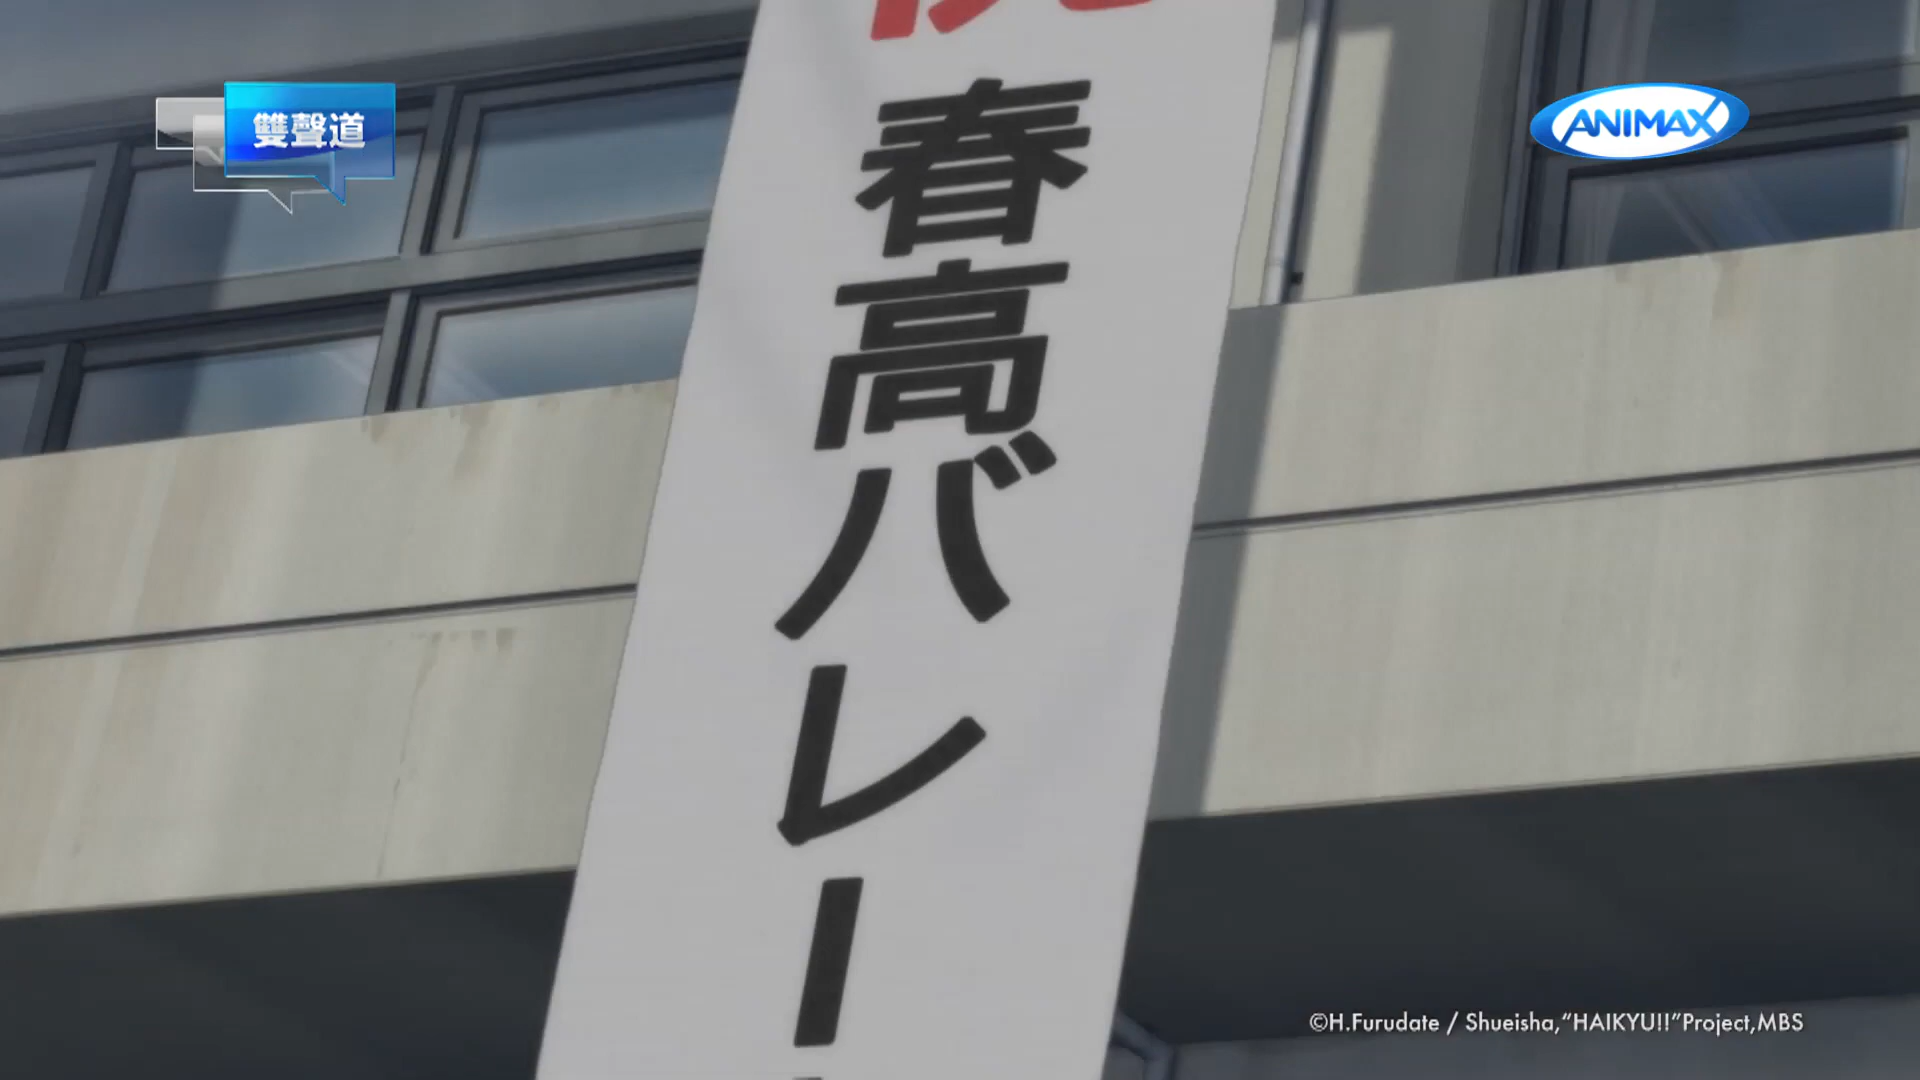 雙聲道
ANIMAX
春高バレー
©H.Furudate / Shueisha,“HAIKYU!!”Project,MBS